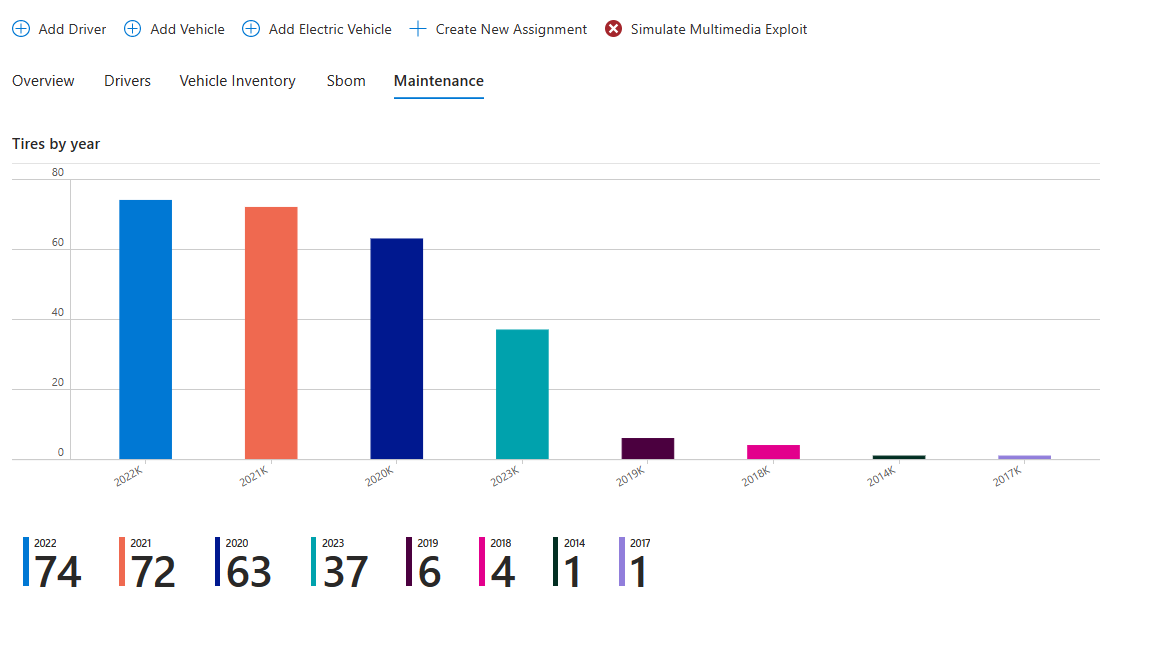 Add Driver Add Vehicle Add Electric Vehicle Create New Assignment Simulate Multimedia Exploit
Overview Drivers Vehicle Inventory Sbom Maintenance
Tires by year
80
60
40
20
0
2022K 2021K 2020K 2023K 2019K 2018K 2014K 2017K
2022 2021 2020 2023 2019 2018 2014 2017
74 72 63 37 6 4 1 1